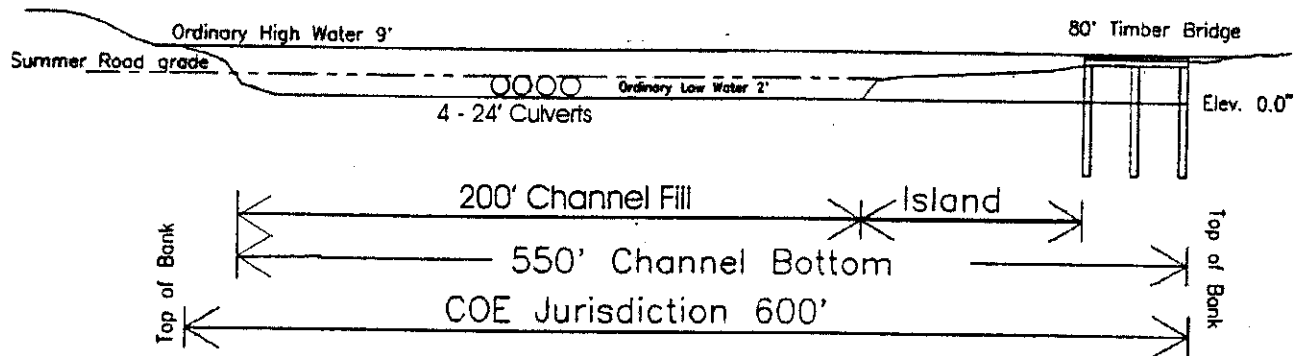 Ordinary High Water 9'
80' Timber Bridge
Summer Road grade
Ordinary Low Water 2'
4 - 24' Culverts
Elev. 0.0"
200' Channel Fill
Island
550' Channel Bottom
COE Jurisdiction 600'
Top of Bank
Top of Bank